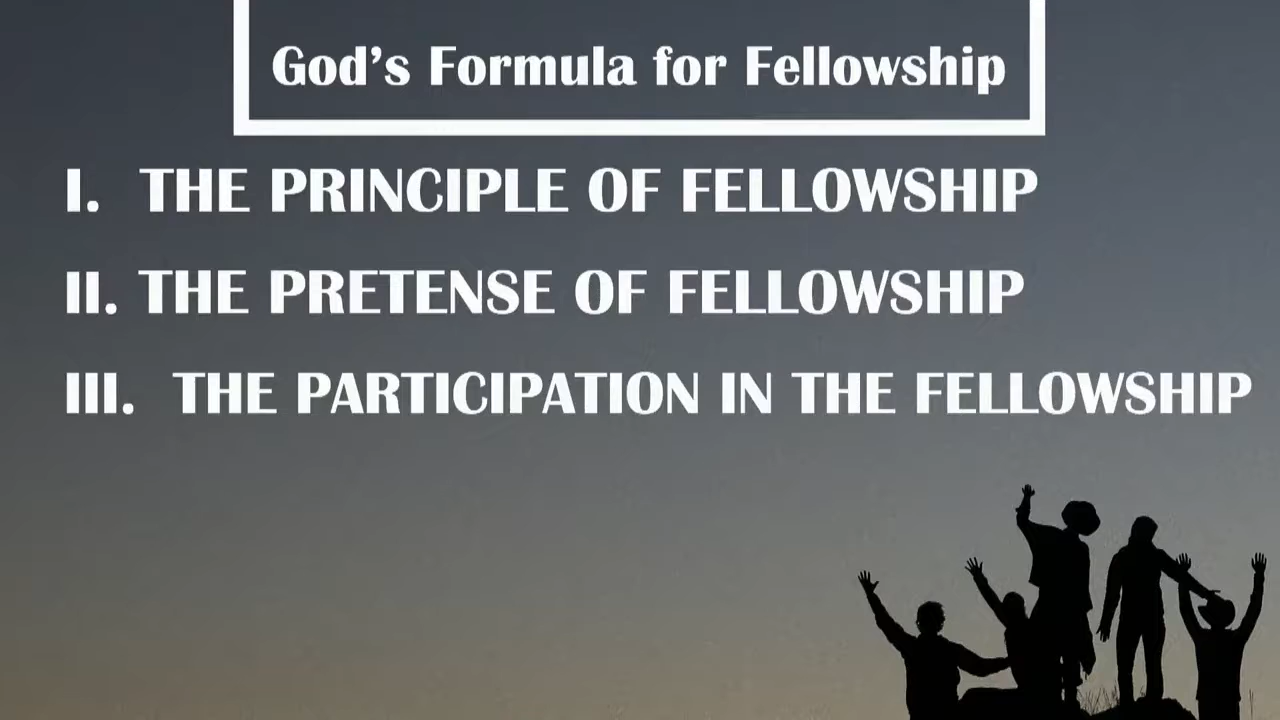 God's Formula for Fellowship
I. THE PRINCIPLE OF FELLOWSHIP
II. THE PRETENSE OF FELLOWSHIP
III. THE PARTICIPATION IN THE FELLOWSHIP